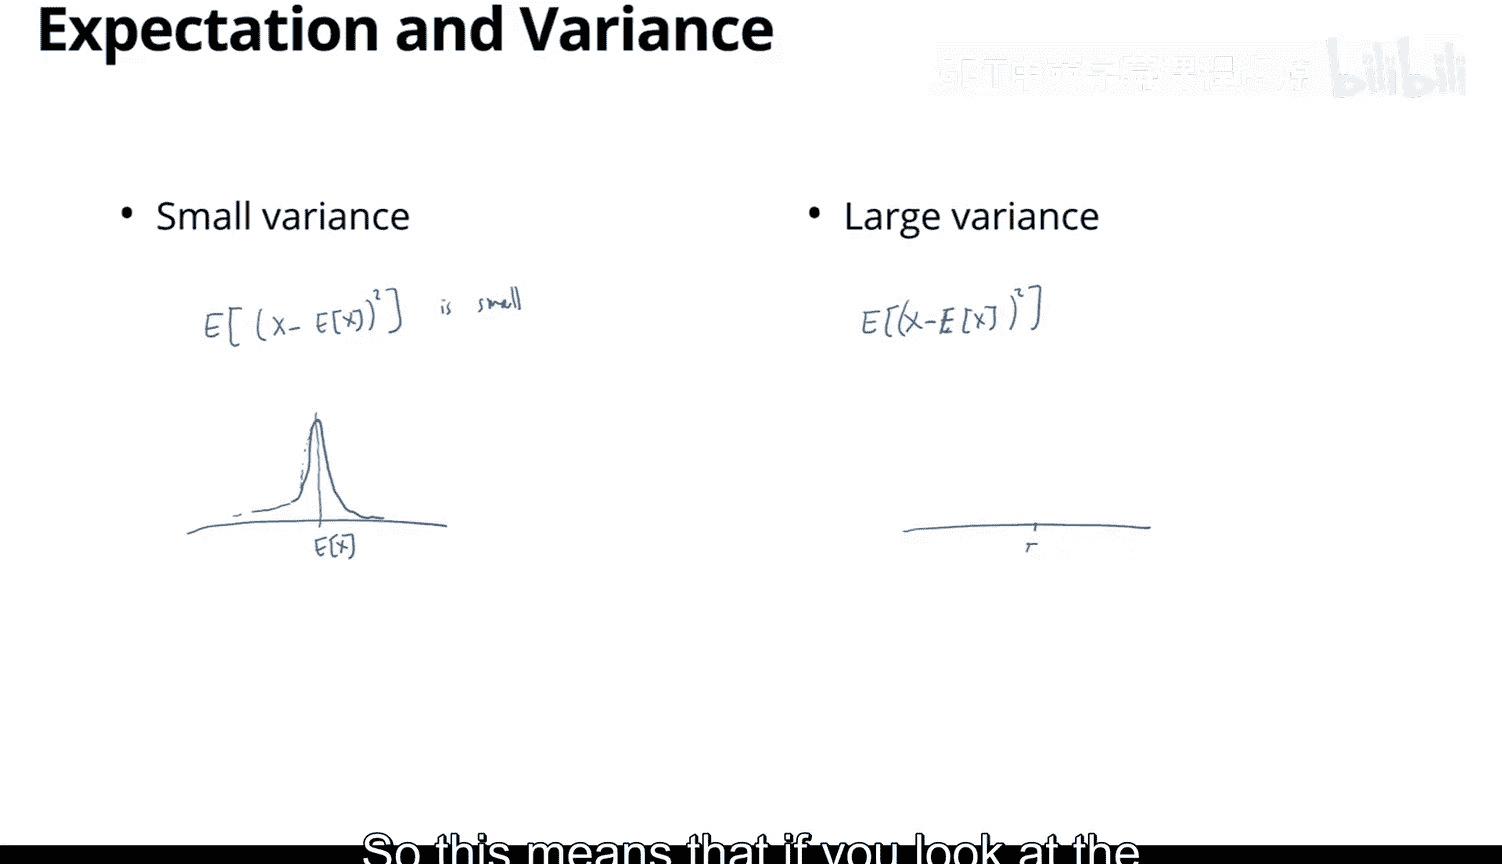 Expectation and Variance
bilibili
• Small variance
E[(X-E[X])²] is small
E[X]
• Large variance
E[(X-E[X])²]
So this means that if you look at the